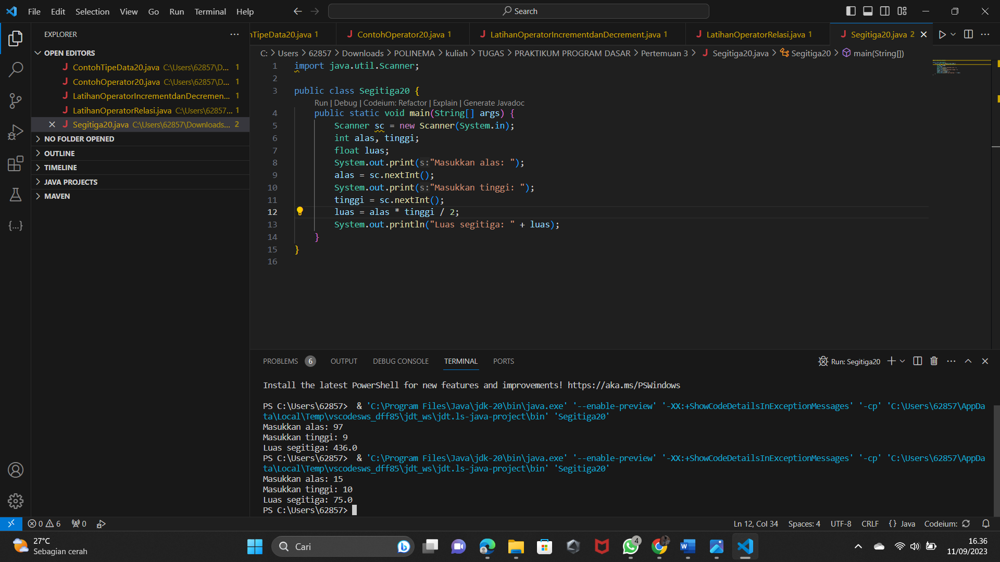 File Edit Selection View Go Run Terminal Help
Search
EXPLORER
OPEN EDITORS
ContohTipeData20.java C:\Users\62857\D... 1
ContohOperator20.java C:\Users\62857\D... 1
LatihanOperatorIncrementdanDecremen... 1
LatihanOperatorRelasi.java C:\Users\62857... 1
Segitiga20.java C:\Users\62857\Downloads... 2
NO FOLDER OPENED
OUTLINE
TIMELINE
JAVA PROJECTS
MAVEN
nTipeData20.java 1 ContohOperator20.java 1 LatihanOperatorIncrementdanDecrement.java 1 LatihanOperatorRelasi.java 1 Segitiga20.java 2
C: > Users > 62857 > Downloads > POLINEMA > kuliah > TUGAS > PRAKTIKUM PROGRAM DASAR > Pertemuan 3 > Segitiga20.java > Segitiga20 > main(String[])
1 import java.util.Scanner;
2
3 public class Segitiga20 {
Run | Debug | Codeium: Refactor | Explain | Generate Javadoc
4 public static void main(String[] args) {
5 Scanner sc = new Scanner(System.in);
6 int alas, tinggi;
7 float luas;
8 System.out.print(s:"Masukkan alas: ");
9 alas = sc.nextInt();
10 System.out.print(s:"Masukkan tinggi: ");
11 tinggi = sc.nextInt();
12 luas = alas * tinggi / 2;
13 System.out.println("Luas segitiga: " + luas);
14 }
15 }
16
PROBLEMS 6 OUTPUT DEBUG CONSOLE TERMINAL PORTS
Run: Segitiga20
Install the latest PowerShell for new features and improvements! https://aka.ms/PSWindows
PS C:\Users\62857> & 'C:\Program Files\Java\jdk-20\bin\java.exe' '--enable-preview' '-XX:+ShowCodeDetailsInExceptionMessages' '-cp' 'C:\Users\62857\AppDa
ta\Local\Temp\vscodesws_dff85\jdt_ws\jdt.ls-java-project\bin' 'Segitiga20'
Masukkan alas: 97
Masukkan tinggi: 9
Luas segitiga: 436.0
PS C:\Users\62857> & 'C:\Program Files\Java\jdk-20\bin\java.exe' '--enable-preview' '-XX:+ShowCodeDetailsInExceptionMessages' '-cp' 'C:\Users\62857\AppDa
ta\Local\Temp\vscodesws_dff85\jdt_ws\jdt.ls-java-project\bin' 'Segitiga20'
Masukkan alas: 15
Masukkan tinggi: 10
Luas segitiga: 75.0
PS C:\Users\62857>
0 6 0
Ln 12, Col 34 Spaces: 4 UTF-8 CRLF {} Java Codeium:
27°C
Sebagian cerah
Cari
4
16.36
11/09/2023